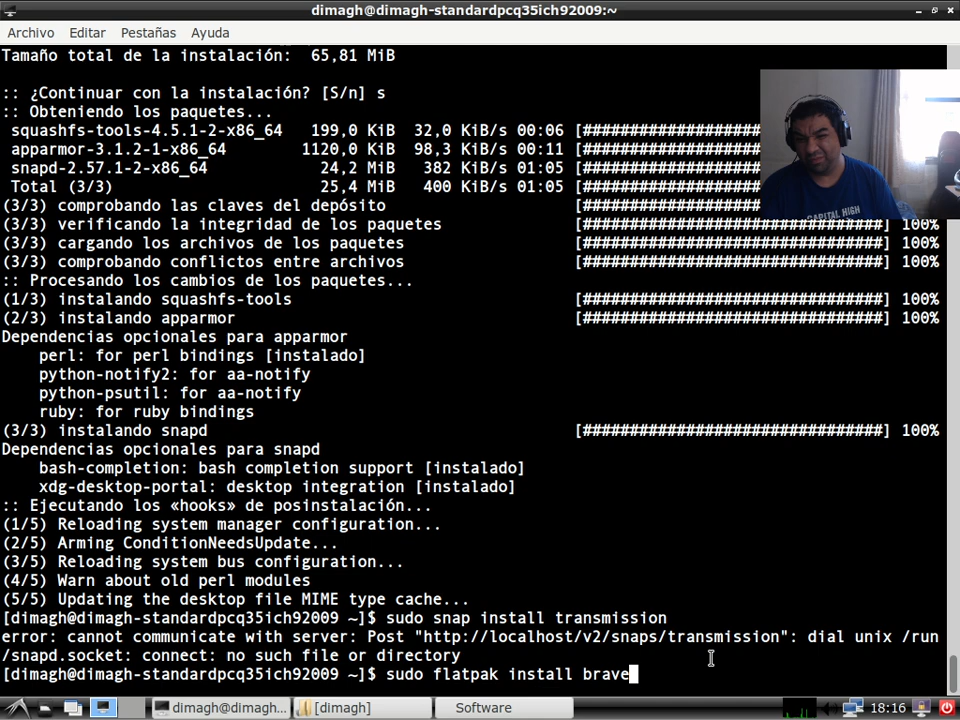 dimagh@dimagh-standardpcq35ich92009:~
Archivo Editar Pestañas Ayuda
Tamaño total de la instalación:  65,81 MiB
:: ¿Continuar con la instalación? [S/n] s
:: Obteniendo los paquetes...
squashfs-tools-4.5.1-2-x86_64 199,0 KiB 32,0 KiB/s 00:06 [####################
apparmor-3.1.2-1-x86_64 1120,0 KiB 98,3 KiB/s 00:11 [####################
snapd-2.57.1-2-x86_64 24,2 MiB 382 KiB/s 01:05 [####################
Total (3/3) 25,4 MiB 400 KiB/s 01:05 [####################
(3/3) comprobando las claves del depósito [####################
(3/3) verificando la integridad de los paquetes [################################] 100%
(3/3) cargando los archivos de los paquetes [################################] 100%
(3/3) comprobando conflictos entre archivos [################################] 100%
:: Procesando los cambios de los paquetes...
(1/3) instalando squashfs-tools [################################] 100%
(2/3) instalando apparmor [################################] 100%
Dependencias opcionales para apparmor
perl: for perl bindings [instalado]
python-notify2: for aa-notify
python-psutil: for aa-notify
ruby: for ruby bindings
(3/3) instalando snapd [################################] 100%
Dependencias opcionales para snapd
bash-completion: bash completion support [instalado]
xdg-desktop-portal: desktop integration [instalado]
:: Ejecutando los «hooks» de posinstalación...
(1/5) Reloading system manager configuration...
(2/5) Arming ConditionNeedsUpdate...
(3/5) Reloading system bus configuration...
(4/5) Warn about old perl modules
(5/5) Updating the desktop file MIME type cache...
[dimagh@dimagh-standardpcq35ich92009 ~]$ sudo snap install transmission
error: cannot communicate with server: Post "http://localhost/v2/snaps/transmission": dial unix /run
/snapd.socket: connect: no such file or directory
[dimagh@dimagh-standardpcq35ich92009 ~]$ sudo flatpak install brave
CAPITAL HIGH
dimagh@dimagh... [dimagh] Software 18:16